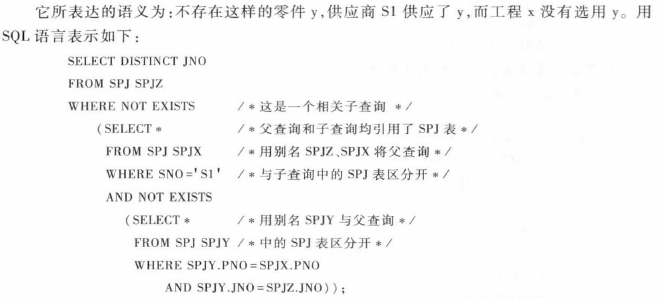 它所表达的语义为:不存在这样的零件 y,供应商 S1 供应了 y,而工程 x 没有选用 y。用
SQL 语言表示如下:
SELECT DISTINCT JNO
FROM SPJ SPJZ
WHERE NOT EXISTS /*这是一个相关子查询 */
(SELECT * /*父查询和子查询均引用了 SPJ 表*/
FROM SPJ SPJX /*用别名 SPJZ、SPJX 将父查询*/
WHERE SNO='S1' /*与子查询中的 SPJ 表区分开*/
AND NOT EXISTS
(SELECT * /*用别名 SPJY 与父查询*/
FROM SPJ SPJY /*中的 SPJ 表区分开*/
WHERE SPJY.PNO=SPJX.PNO
AND SPJY.JNO=SPJZ.JNO));